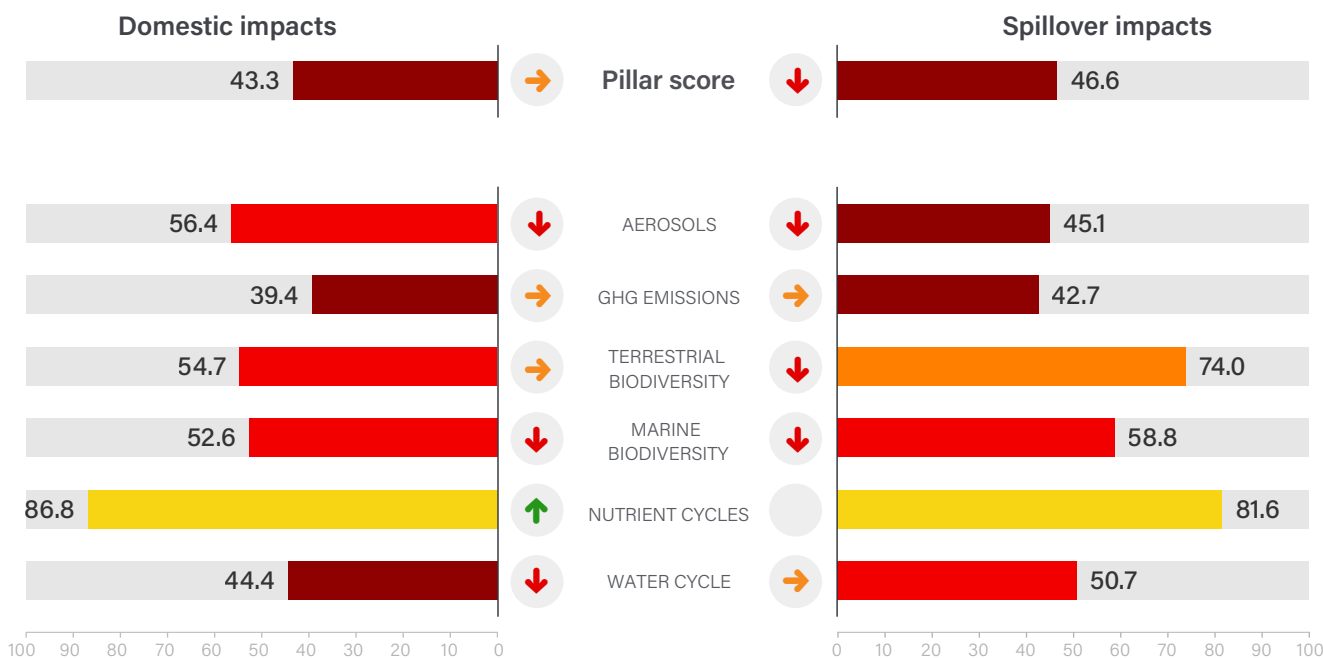 Domestic impacts
Spillover impacts
43.3
Pillar score
46.6
56.4
AEROSOLS
45.1
39.4
GHG EMISSIONS
42.7
54.7
TERRESTRIAL
BIODIVERSITY
74.0
52.6
MARINE
BIODIVERSITY
58.8
86.8
NUTRIENT CYCLES
81.6
44.4
WATER CYCLE
50.7
100 90 80 70 60 50 40 30 20 10 0
0 10 20 30 40 50 60 70 80 90 100